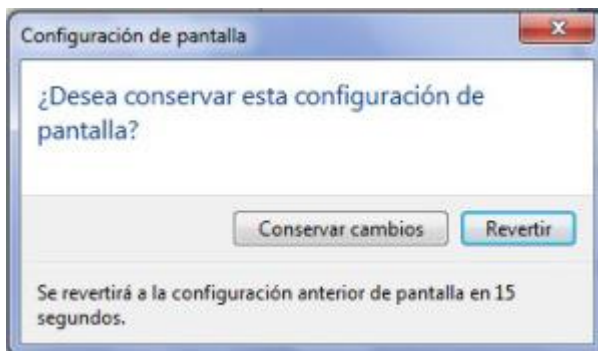 Configuración de pantalla
¿Desea conservar esta configuración de
pantalla?
Conservar cambios
Revertir
Se revertirá a la configuración anterior de pantalla en 15
segundos.